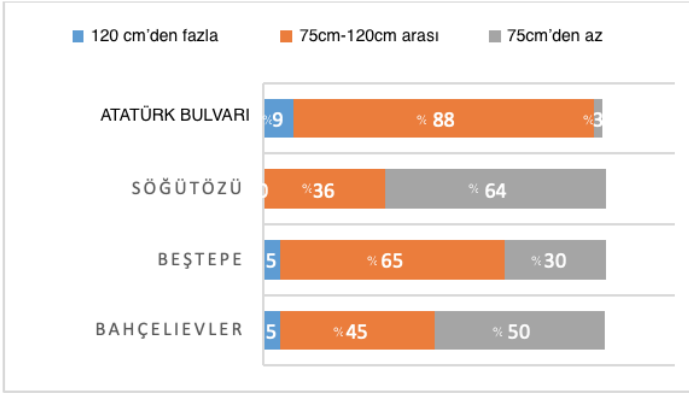 120 cm'den fazla 75cm-120cm arası 75cm'den az
ATATÜRK BULVARI %9 % 88 %3
SÖĞÜTÖZÜ 0 %36 % 64
BEŞTEPE 5 % 65 %30
BAHÇELIEVLER 5 %45 % 50